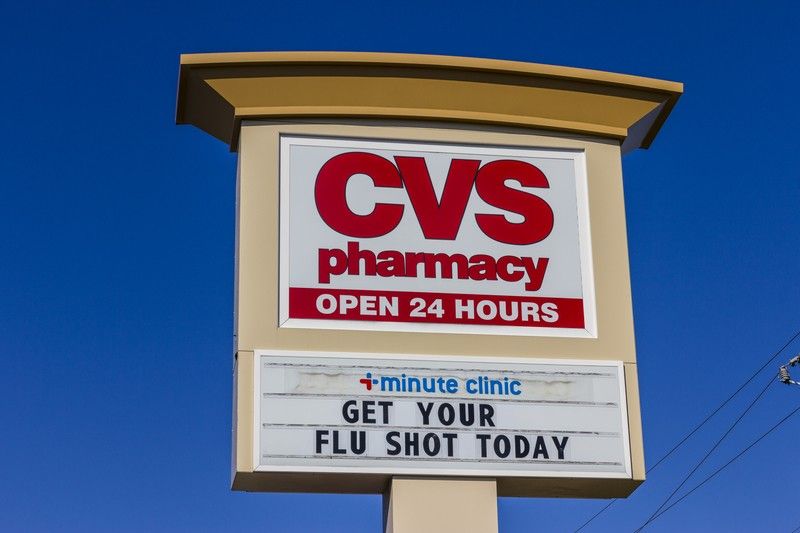 CVS
pharmacy
OPEN 24 HOURS
minute clinic
GET YOUR
FLU SHOT TODAY